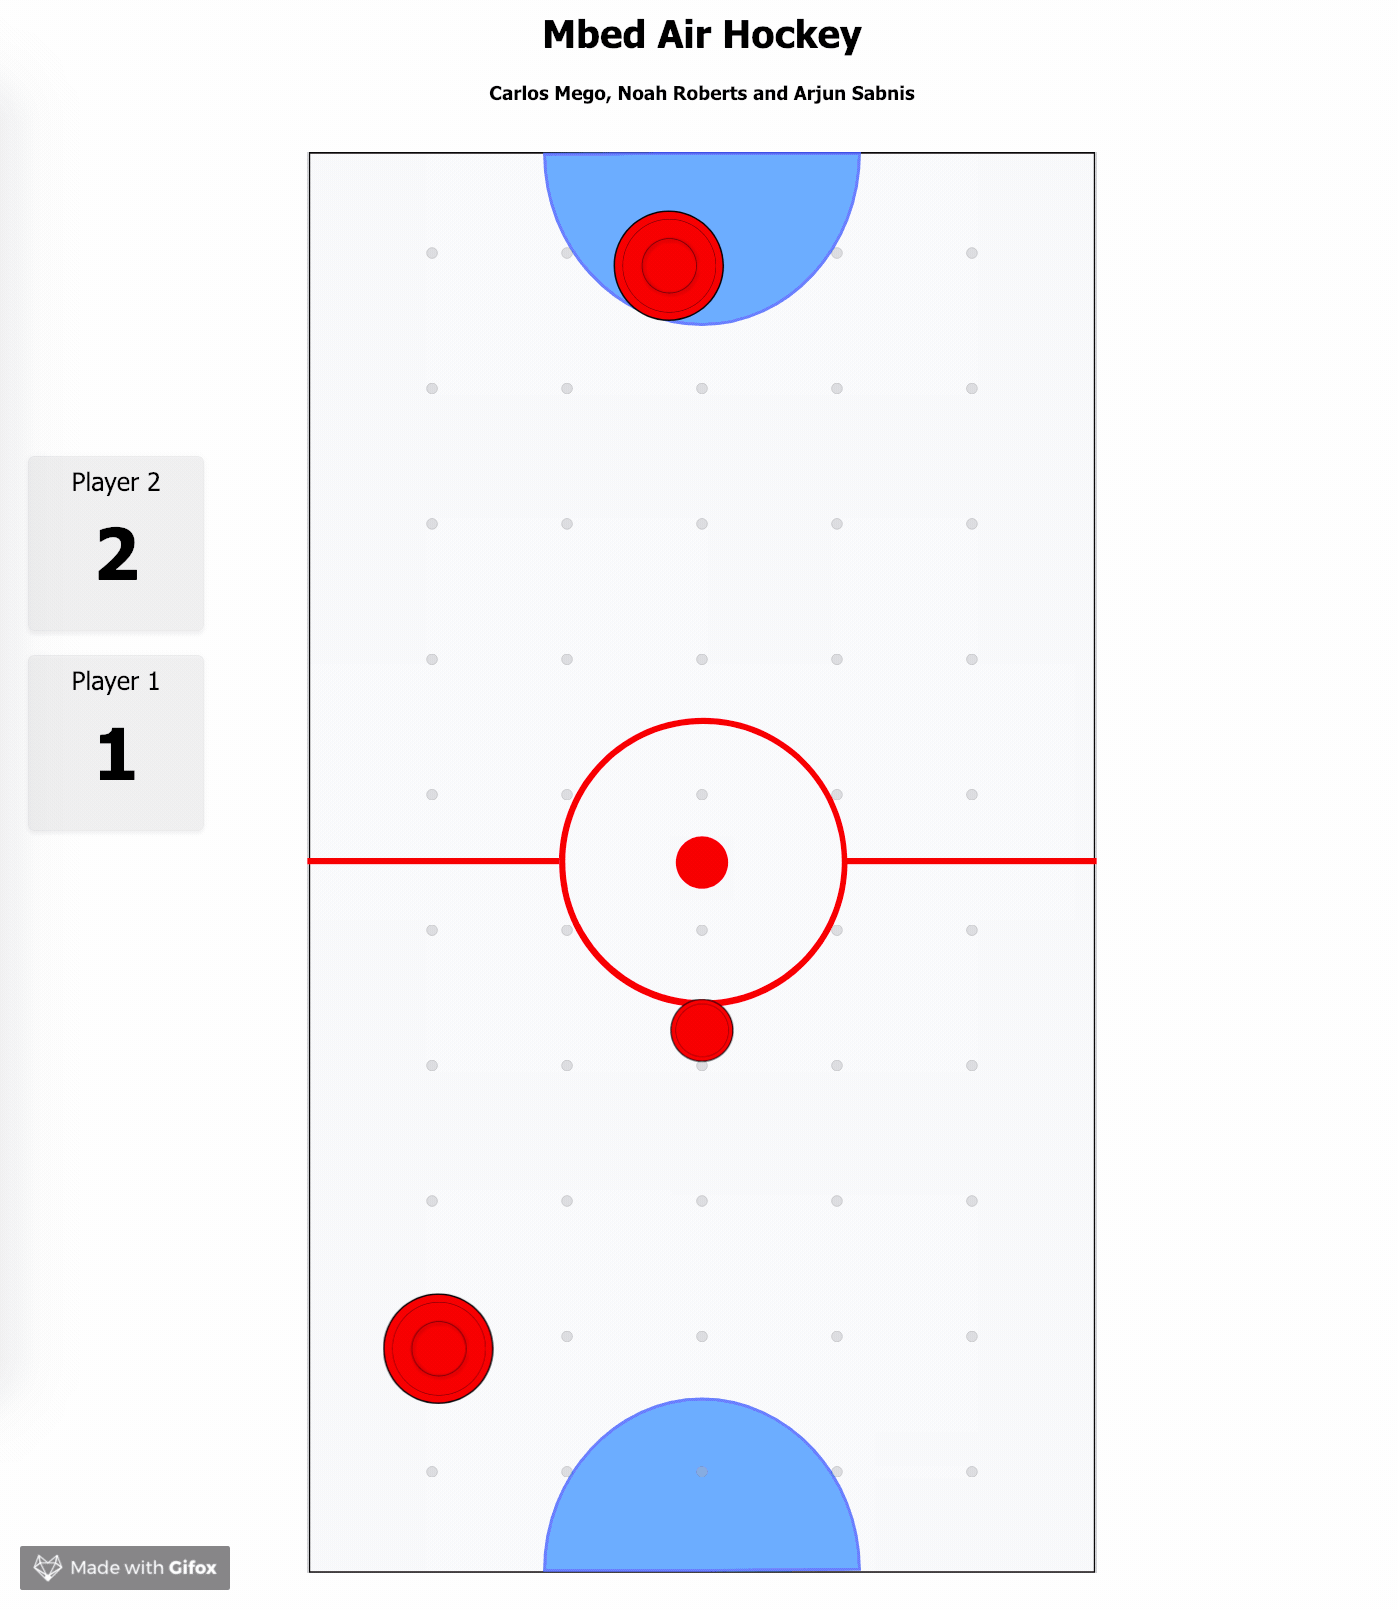 Mbed Air Hockey
Carlos Mego, Noah Roberts and Arjun Sabnis
Player 2
2
Player 1
1
Made with Gifox